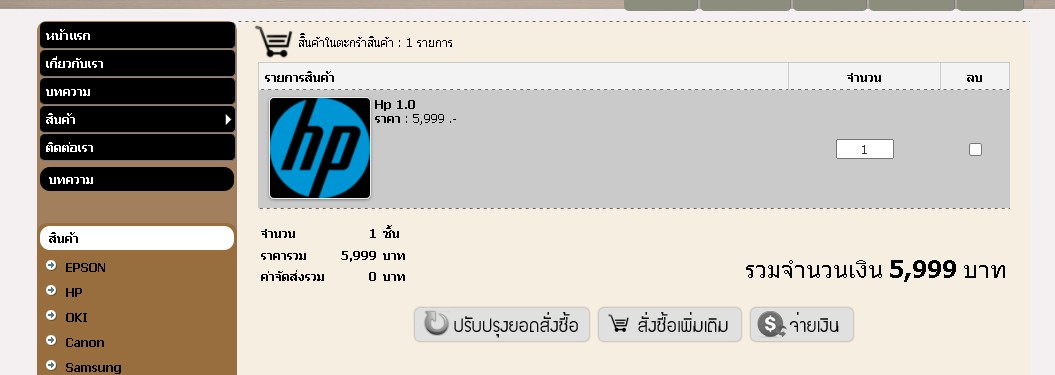 หน้าแรก
เกี่ยวกับเรา
บทความ
สินค้า
ติดต่อเรา
บทความ
สินค้า
EPSON
HP
OKI
Canon
Samsung
สินค้าในตะกร้าสินค้า : 1 รายการ
รายการสินค้า จำนวน ลบ
hp
Hp 1.0
ราคา : 5,999 .-
1
จำนวน 1 ชิ้น
ราคารวม 5,999 บาท
ค่าจัดส่งรวม 0 บาท
รวมจำนวนเงิน 5,999 บาท
ปรับปรุงยอดสั่งซื้อ สั่งซื้อเพิ่มเติม จ่ายเงิน